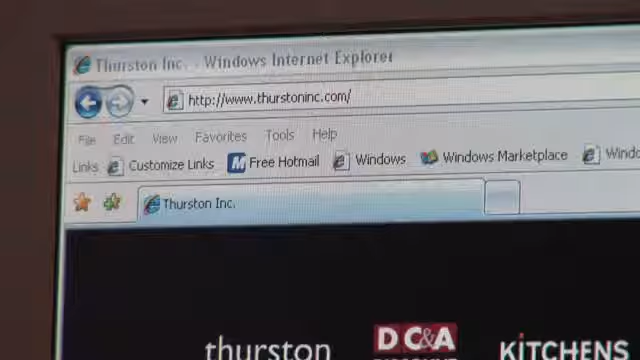 Thurston Inc. - Windows Internet Explorer
http://www.thurstoninc.com/
File Edit View Favorites Tools Help
Links Customize Links Free Hotmail Windows Windows Marketplace
Thurston Inc.
thurston DC&A KITCHENS